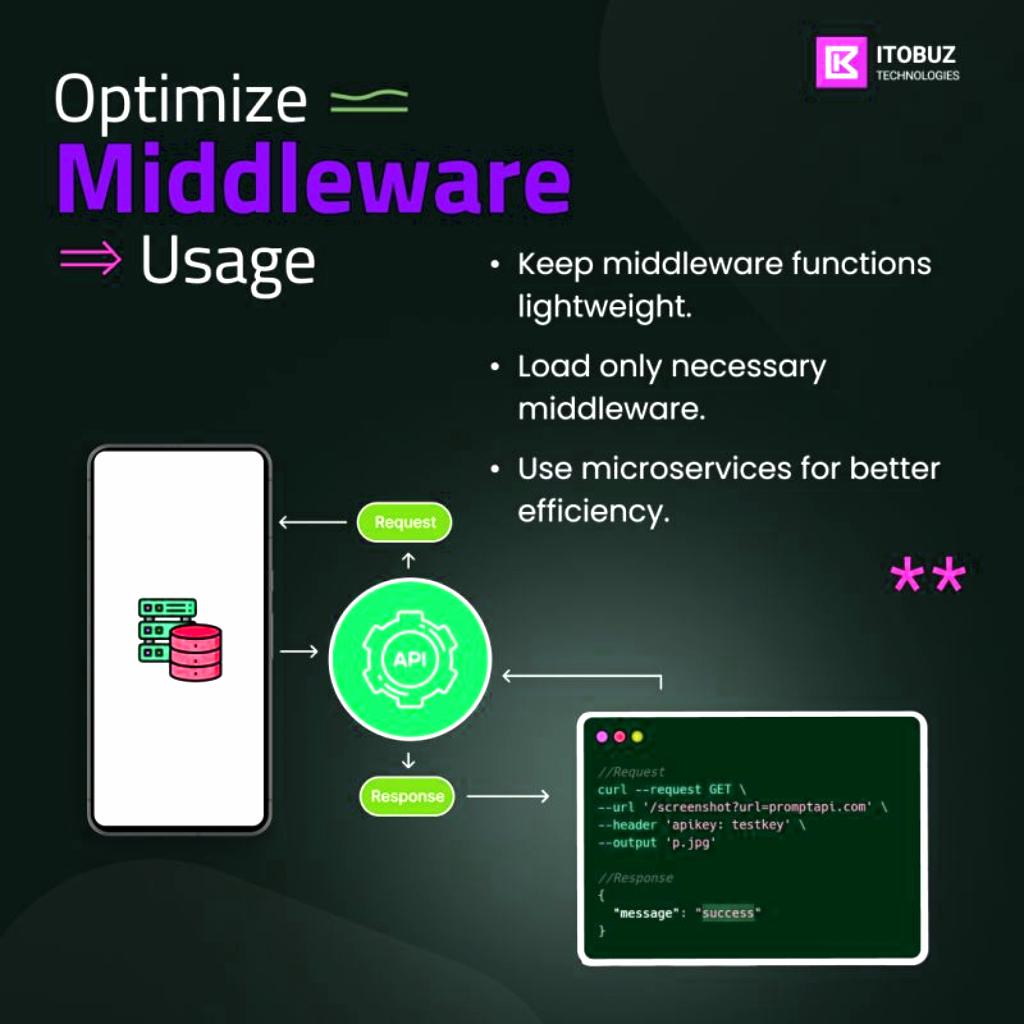 ITOBUZ
TECHNOLOGIES
Optimize
Middleware
Usage
• Keep middleware functions
lightweight.
• Load only necessary
middleware.
• Use microservices for better
efficiency.
**
Request
API
Response
//Request
curl --request GET \
--url '/screenshot?url=promptapi.com' \
--header 'apikey: testkey' \
--output 'p.jpg'
//Response
{
"message": "success"
}